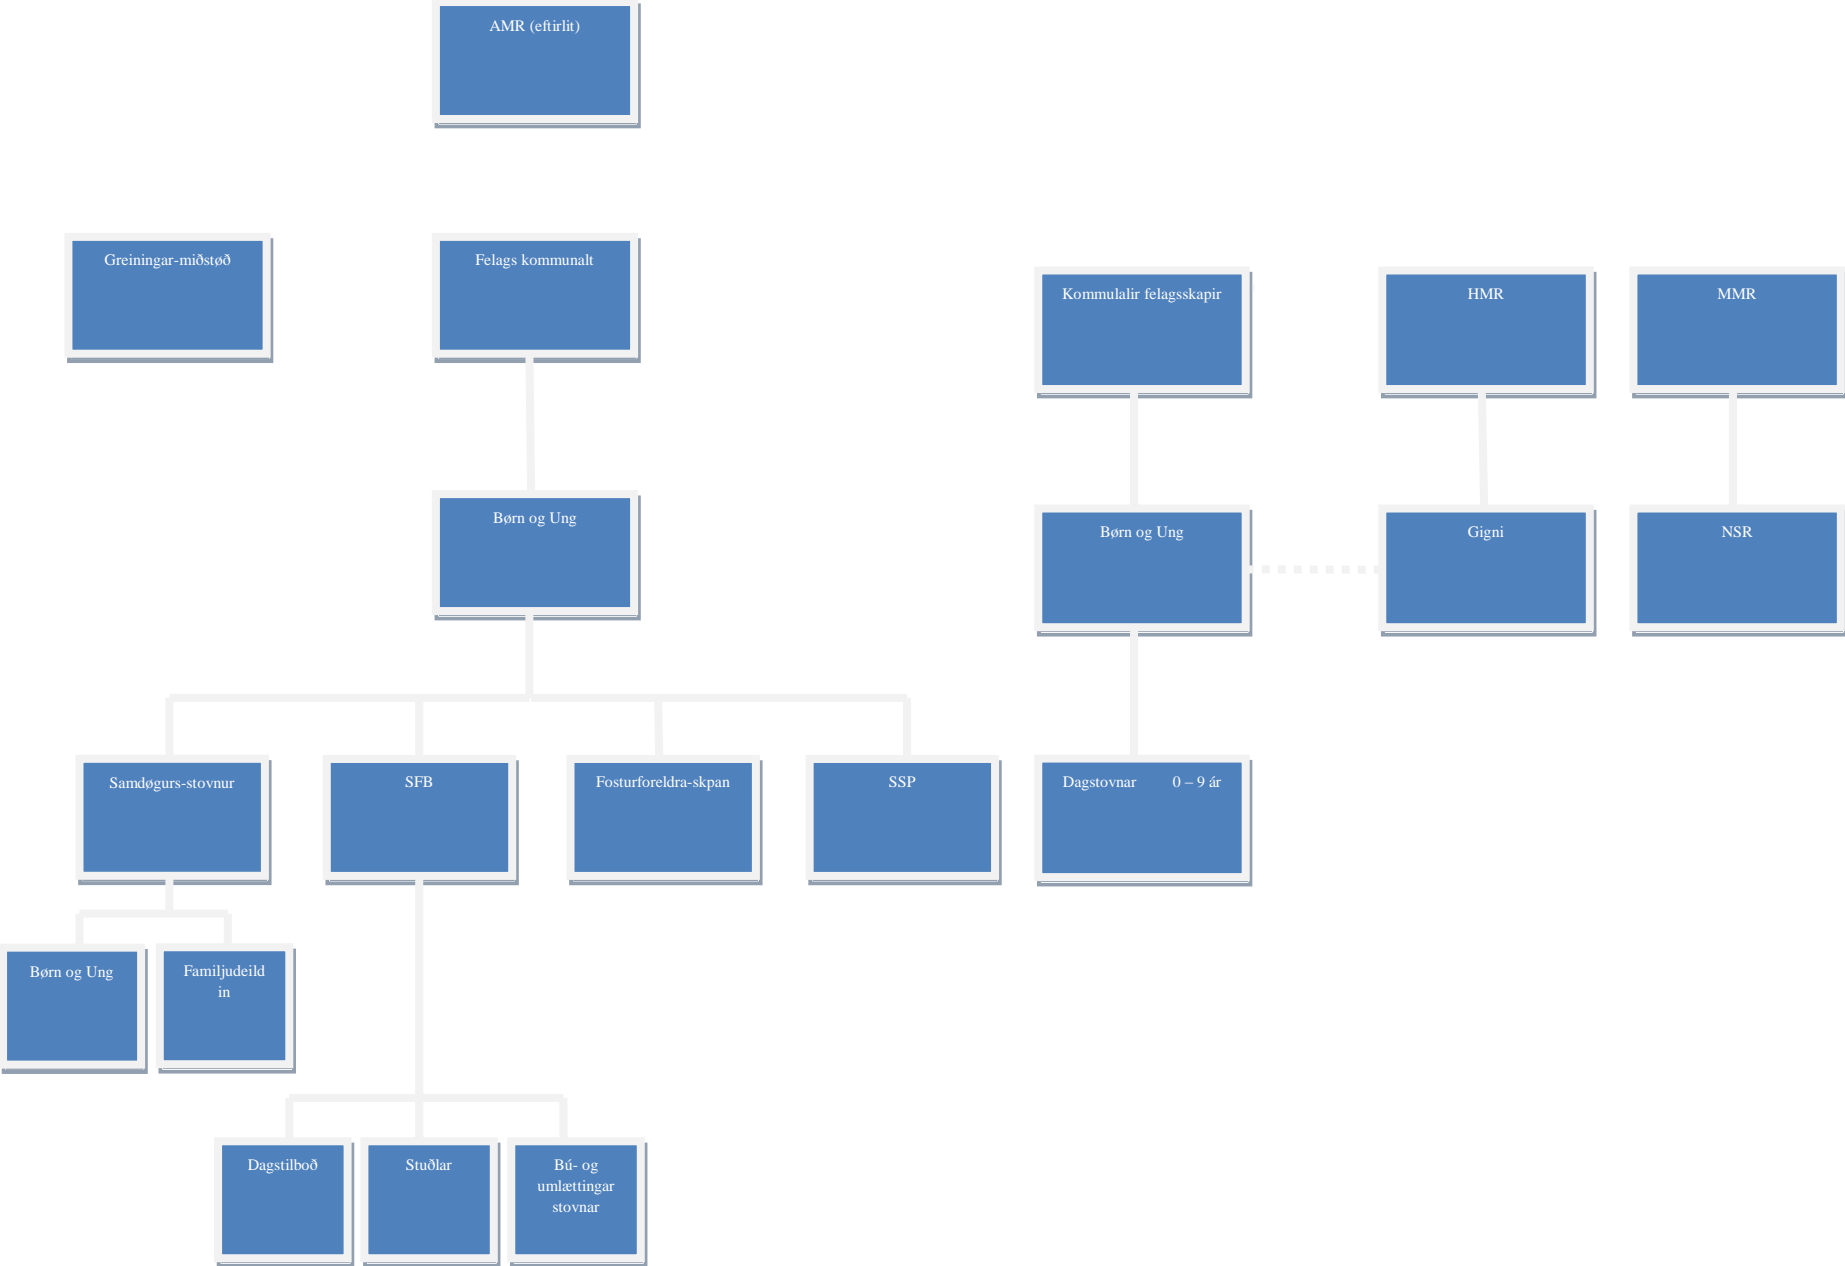 AMR (eftirlit)
Greiningar-miðstøð
Felags kommunalt
Kommulalir felagsskapir
HMR
MMR
Børn og Ung
Børn og Ung
Gigni
NSR
Samdøgurs-stovnur
SFB
Fosturforeldra-skpan
SSP
Dagstovnar 0 – 9 ár
Børn og Ung
Familjudeild
in
Dagstilboð
Stuðlar
Bú- og
umlættingar
stovnar